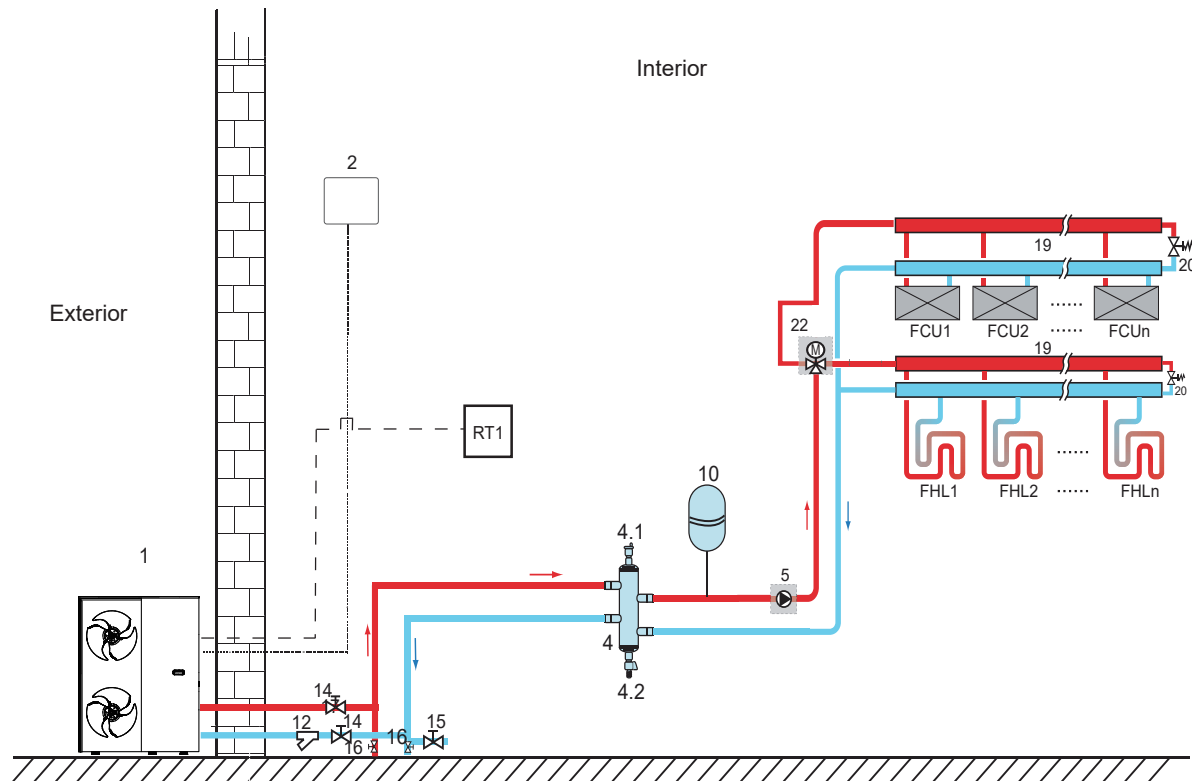 Interior
2
19
20
Exterior
FCU1
FCU2
......
......
FCUn
22
M
19
20
RT1
FHL1
FHL2
......
......
FHLn
10
4.1
1
5
4
4.2
14
12
14
16
16
15